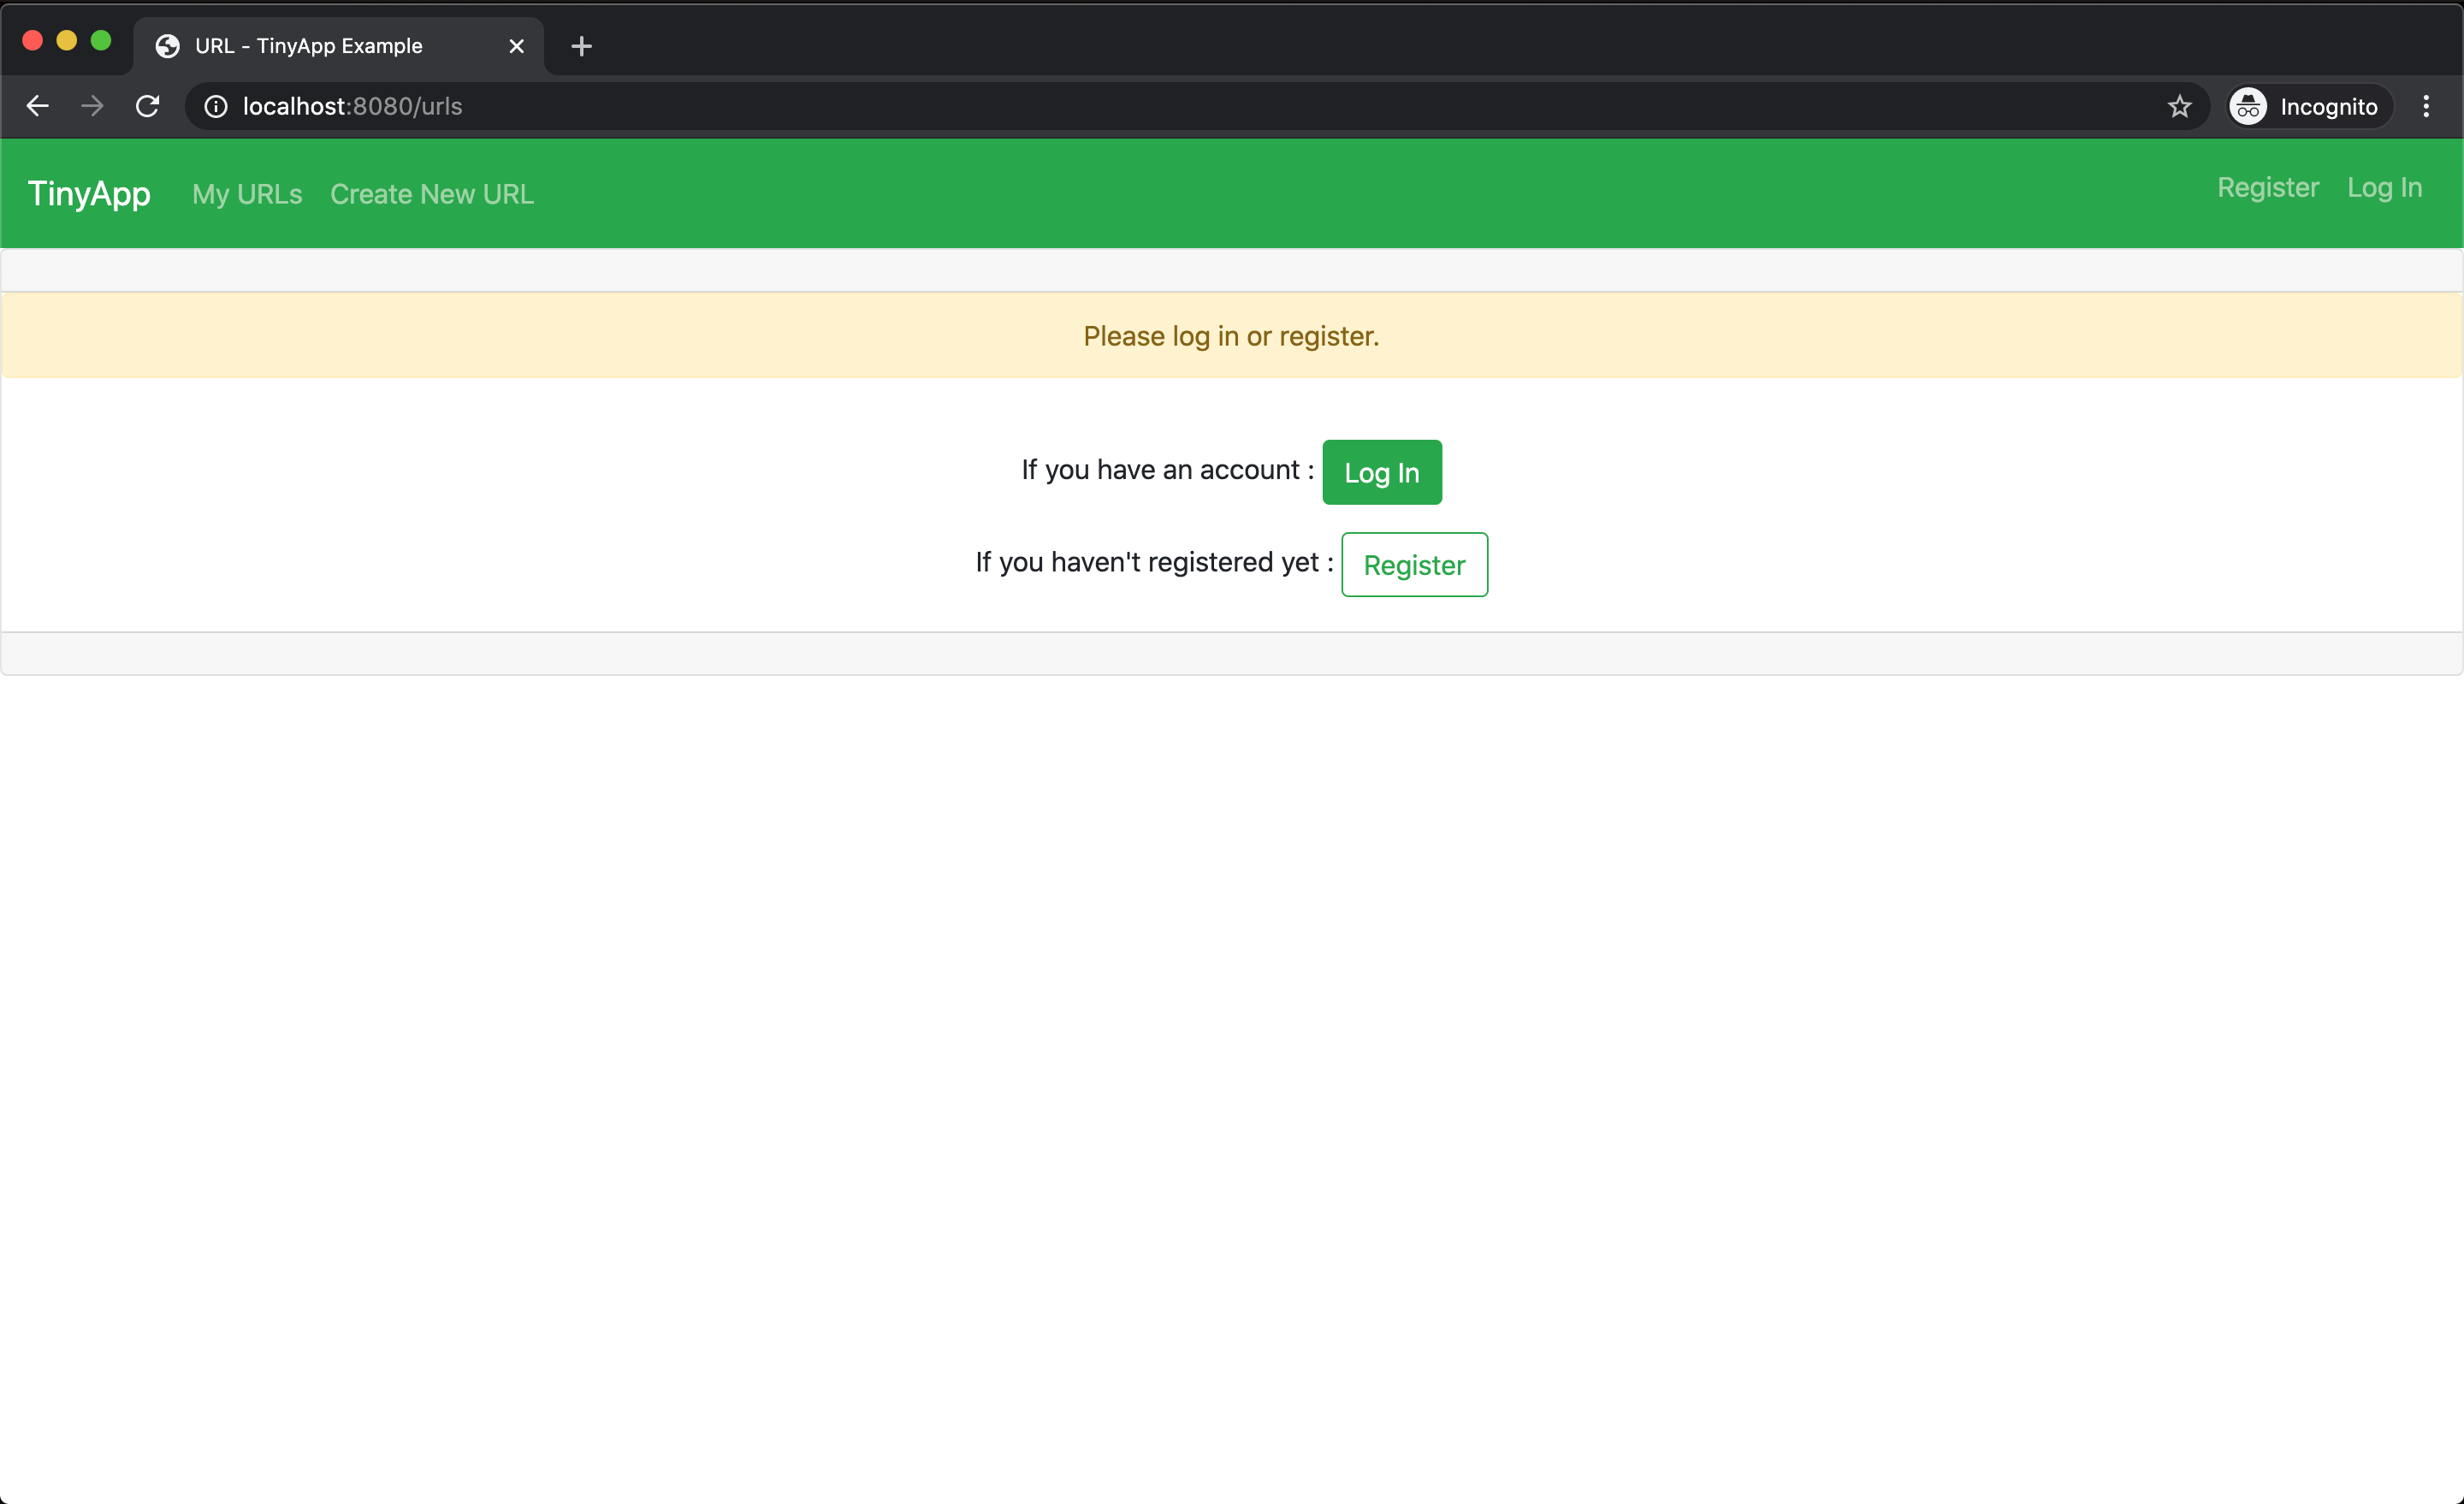 URL - TinyApp Example
localhost:8080/urls
Incognito
TinyApp My URLs Create New URL Register Log In
Please log in or register.
If you have an account : Log In
If you haven't registered yet : Register